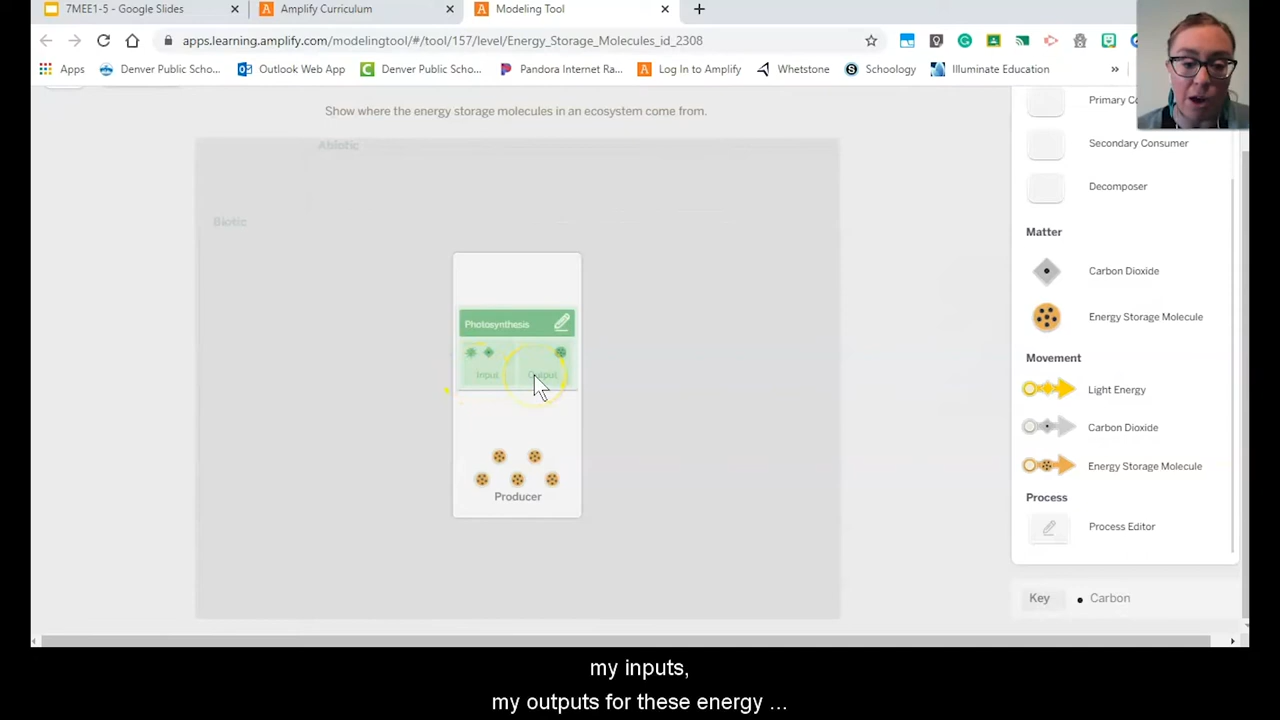 7MEE1-5 - Google Slides
Amplify Curriculum
Modeling Tool
apps.learning.amplify.com/modelingtool/#/tool/157/level/Energy_Storage_Molecules_id_2308
Apps
Denver Public Scho...
Outlook Web App
Denver Public Scho...
Pandora Internet Ra...
Log In to Amplify
Whetstone
Schoology
Illuminate Education
»
Show where the energy storage molecules in an ecosystem come from.
Abiotic
Biotic
Photosynthesis
Input
Output
Producer
Primary Co
Secondary Consumer
Decomposer
Matter
Carbon Dioxide
Energy Storage Molecule
Movement
Light Energy
Carbon Dioxide
Energy Storage Molecule
Process
Process Editor
Key
Carbon
my inputs,
my outputs for these energy ...